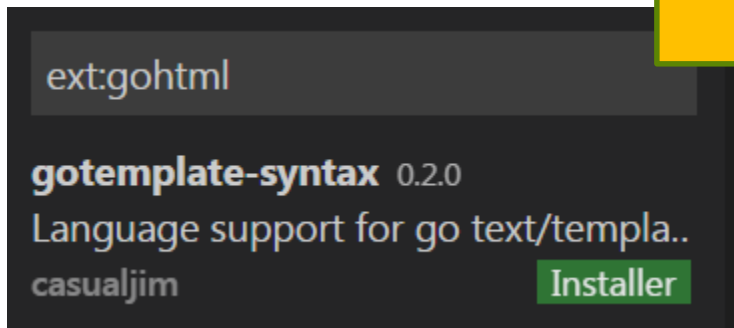 ext:gohtml
gotemplate-syntax 0.2.0
Language support for go text/templa..
casualjim Installer